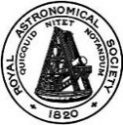 ROYAL ASTRONOMICAL SOCIETY
QUICQUID NITET NOTANDUM
1820